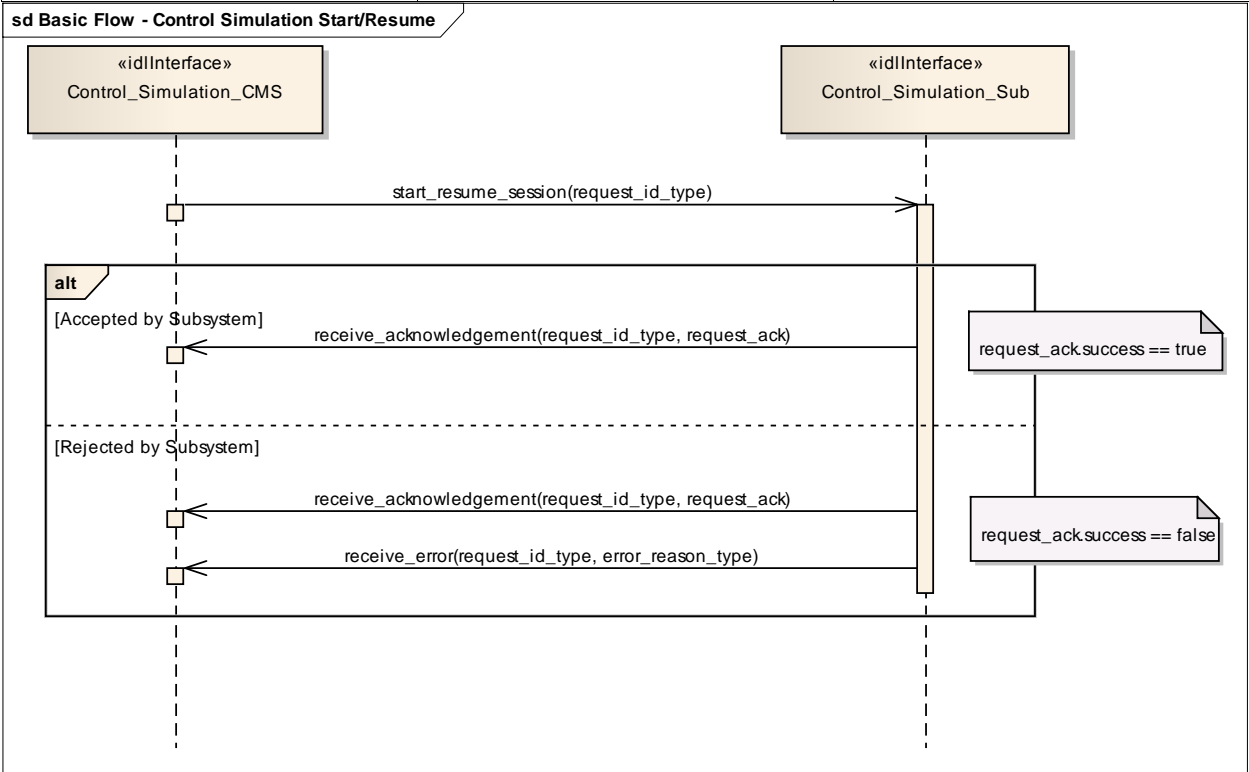 sd Basic Flow - Control Simulation Start/Resume
«idlInterface»
Control_Simulation_CMS
«idlInterface»
Control_Simulation_Sub
start_resume_session(request_id_type)
alt
[Accepted by Subsystem]
receive_acknowledgement(request_id_type, request_ack)
request_ack.success == true
[Rejected by Subsystem]
receive_acknowledgement(request_id_type, request_ack)
request_ack.success == false
receive_error(request_id_type, error_reason_type)